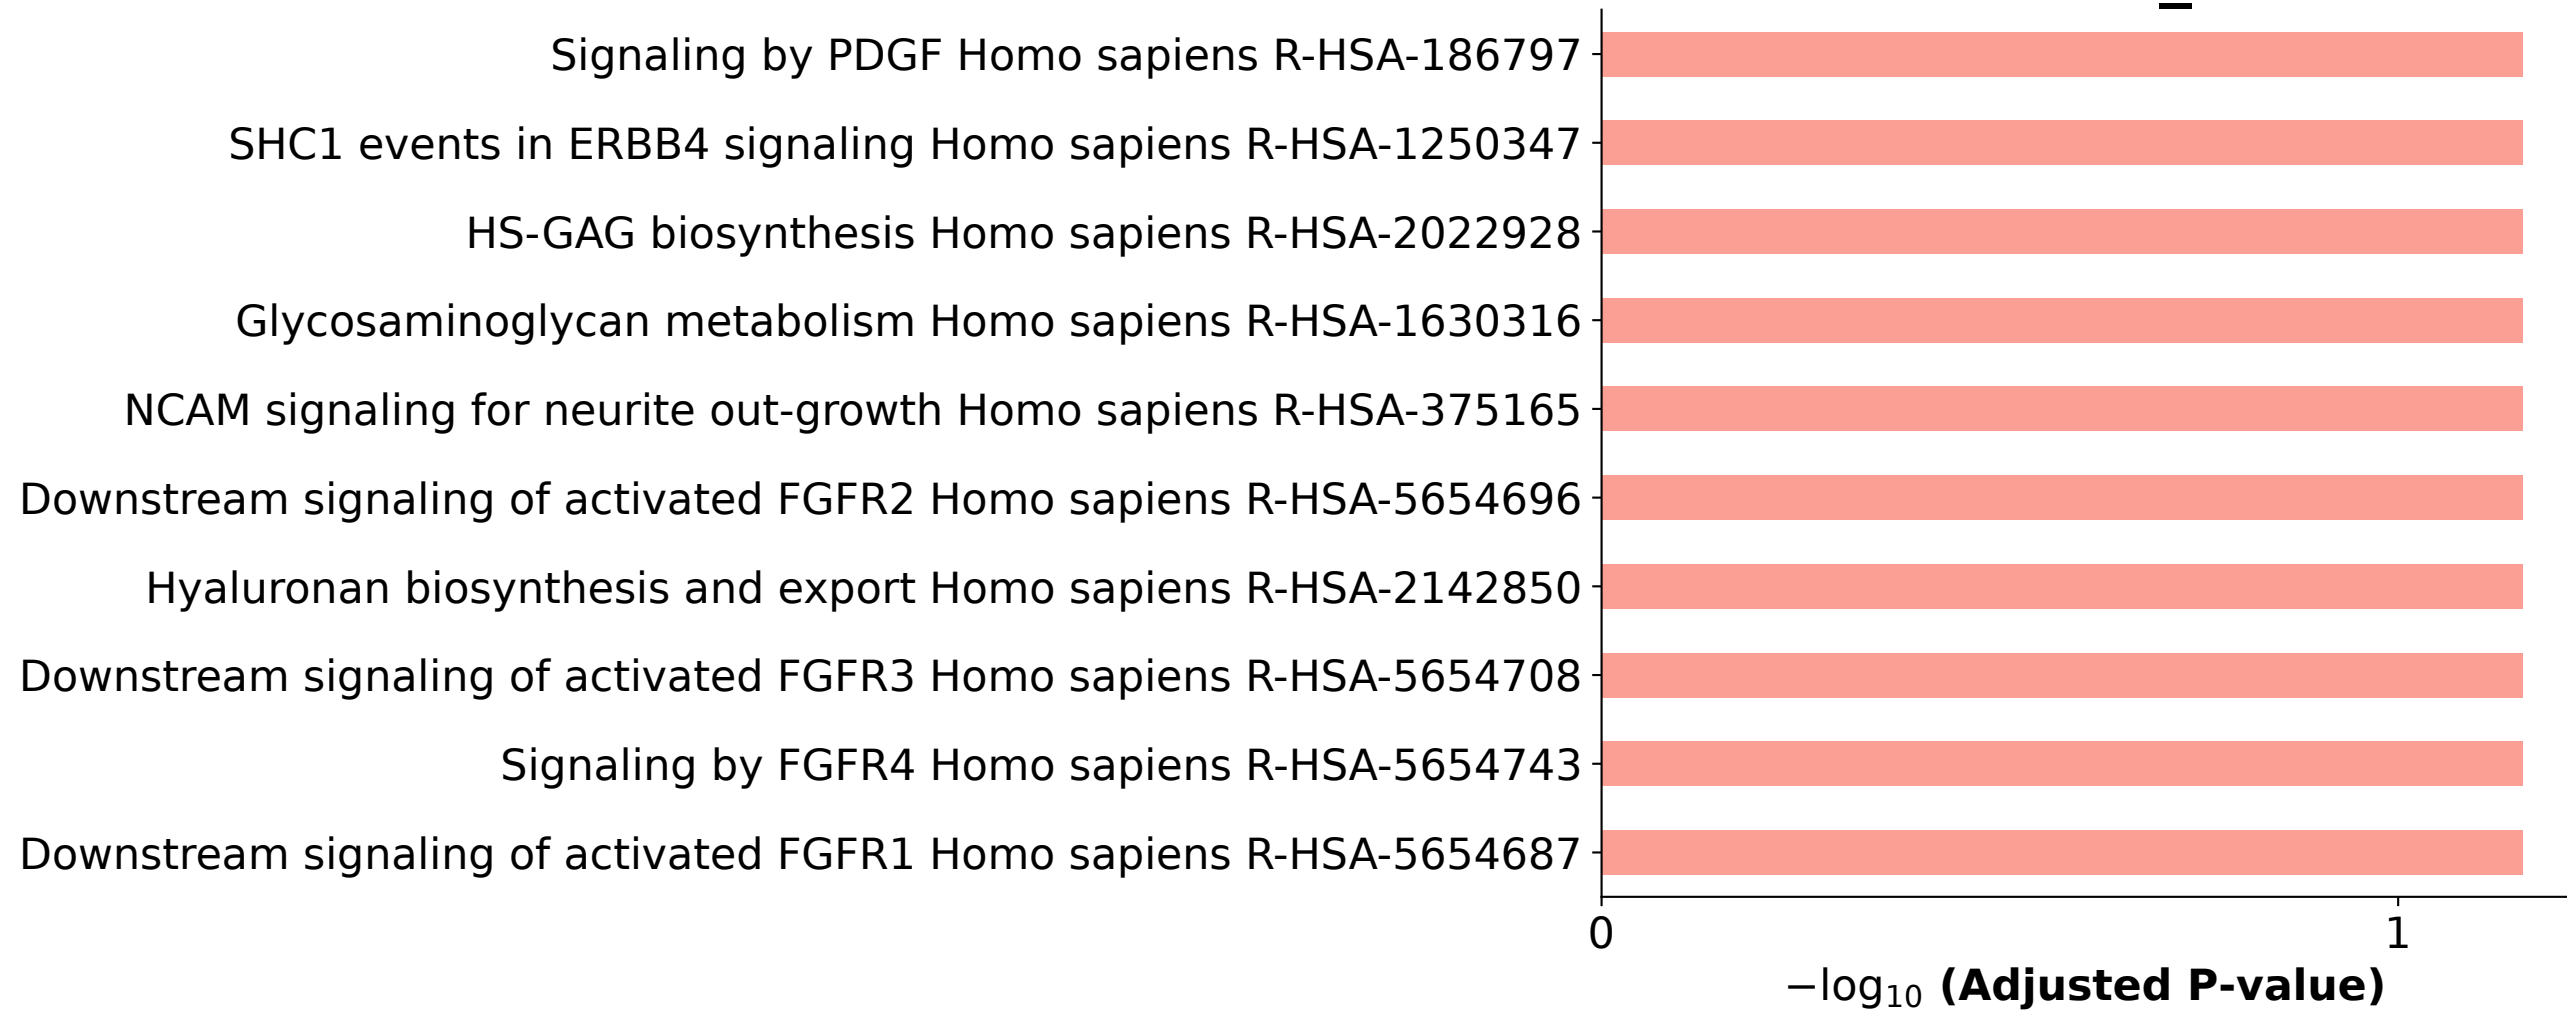 Signaling by PDGF Homo sapiens R-HSA-186797
SHC1 events in ERBB4 signaling Homo sapiens R-HSA-1250347
HS-GAG biosynthesis Homo sapiens R-HSA-2022928
Glycosaminoglycan metabolism Homo sapiens R-HSA-1630316
NCAM signaling for neurite out-growth Homo sapiens R-HSA-375165
Downstream signaling of activated FGFR2 Homo sapiens R-HSA-5654696
Hyaluronan biosynthesis and export Homo sapiens R-HSA-2142850
Downstream signaling of activated FGFR3 Homo sapiens R-HSA-5654708
Signaling by FGFR4 Homo sapiens R-HSA-5654743
Downstream signaling of activated FGFR1 Homo sapiens R-HSA-5654687
0 1
−log₁₀ (Adjusted P-value)